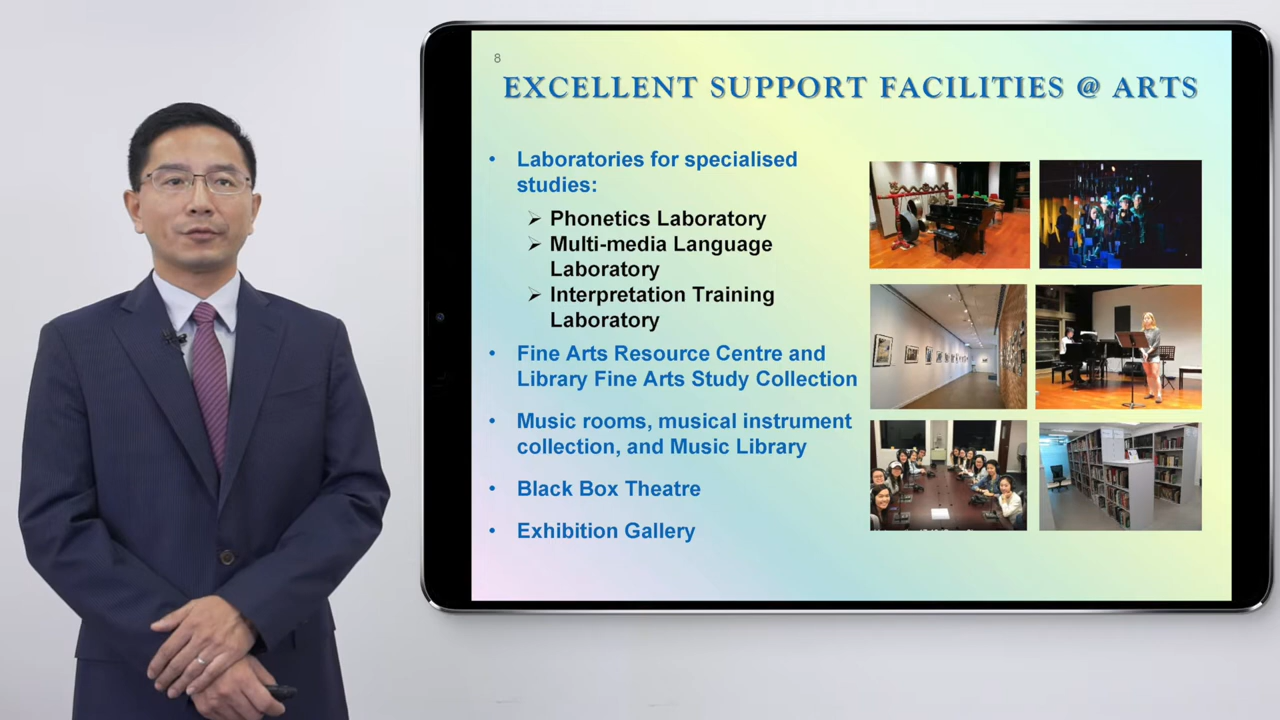 8
EXCELLENT SUPPORT FACILITIES @ ARTS
• Laboratories for specialised
studies:
➢ Phonetics Laboratory
➢ Multi-media Language
Laboratory
➢ Interpretation Training
Laboratory
• Fine Arts Resource Centre and
Library Fine Arts Study Collection
• Music rooms, musical instrument
collection, and Music Library
• Black Box Theatre
• Exhibition Gallery